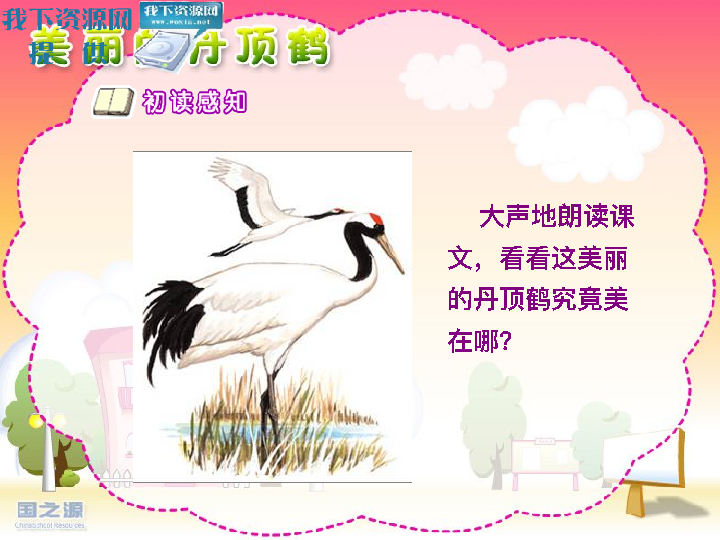 我下资源网
我下资源网
www.woxia.net
美丽的丹顶鹤
初读感知
大声地朗读课
文，看看这美丽
的丹顶鹤究竟美
在哪?
国之源
China School Resources